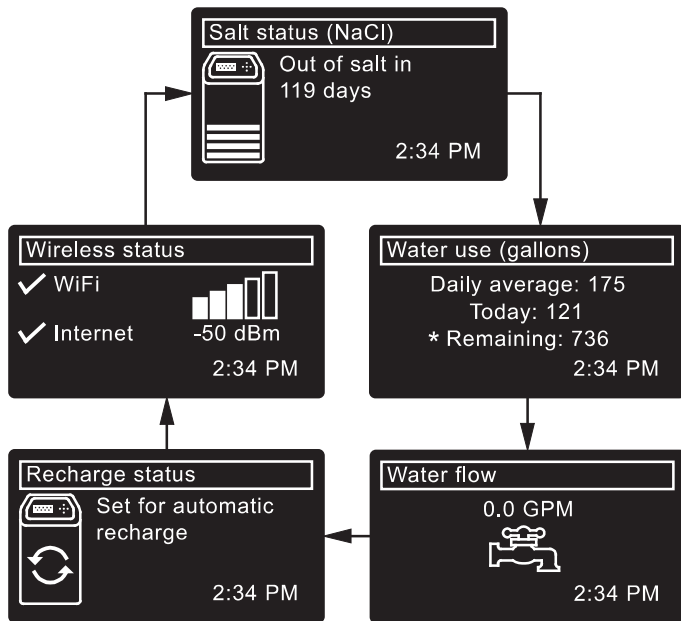 Salt status (NaCl)
Out of salt in
119 days
2:34 PM
Wireless status
WiFi
Internet
-50 dBm
2:34 PM
Water use (gallons)
Daily average: 175
Today: 121
* Remaining: 736
2:34 PM
Recharge status
Set for automatic
recharge
2:34 PM
Water flow
0.0 GPM
2:34 PM